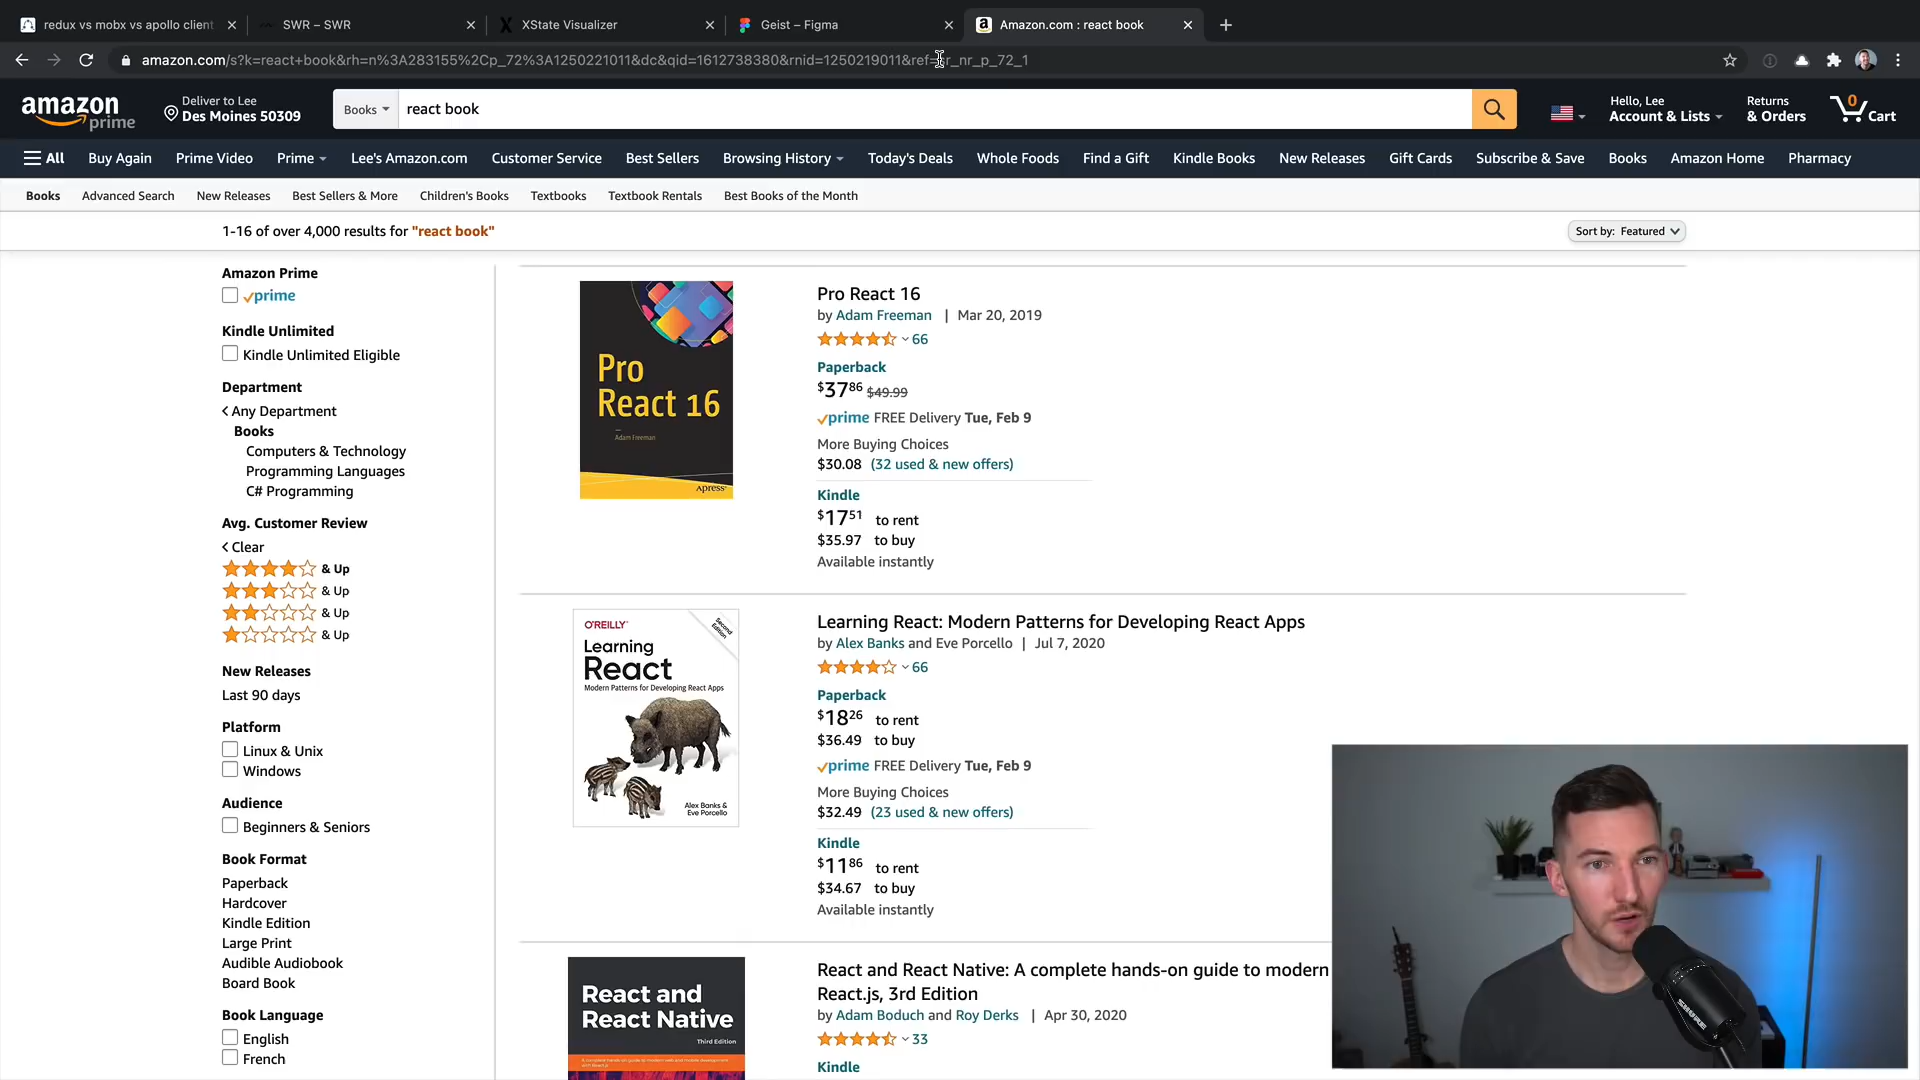 redux vs mobx vs apollo client
SWR – SWR
XState Visualizer
Geist – Figma
Amazon.com : react book
amazon.com/s?k=react+book&rh=n%3A283155%2Cp_72%3A1250221011&dc&qid=1612738380&rnid=1250219011&ref=sr_nr_p_72_1
amazon prime
Deliver to Lee
Des Moines 50309
Books
react book
Hello, Lee
Account & Lists
Returns
& Orders
0
Cart
All Buy Again Prime Video Prime Lee's Amazon.com Customer Service Best Sellers Browsing History Today's Deals Whole Foods Find a Gift Kindle Books New Releases Gift Cards Subscribe & Save Books Amazon Home Pharmacy
Books Advanced Search New Releases Best Sellers & More Children's Books Textbooks Textbook Rentals Best Books of the Month
1-16 of over 4,000 results for "react book"
Sort by: Featured
Amazon Prime
prime
Kindle Unlimited
Kindle Unlimited Eligible
Department
Any Department
Books
Computers & Technology
Programming Languages
C# Programming
Avg. Customer Review
Clear
& Up
& Up
& Up
& Up
New Releases
Last 90 days
Platform
Linux & Unix
Windows
Audience
Beginners & Seniors
Book Format
Paperback
Hardcover
Kindle Edition
Large Print
Audible Audiobook
Board Book
Book Language
English
French
Pro
React 16
Adam Freeman
Apress
Pro React 16
by Adam Freeman | Mar 20, 2019
66
Paperback
$37 86 $49.99
prime FREE Delivery Tue, Feb 9
More Buying Choices
$30.08 (32 used & new offers)
Kindle
$17 51 to rent
$35.97 to buy
Available instantly
O'REILLY
Second Edition
Learning
React
Modern Patterns for Developing React Apps
Alex Banks &
Eve Porcello
Learning React: Modern Patterns for Developing React Apps
by Alex Banks and Eve Porcello | Jul 7, 2020
66
Paperback
$18 26 to rent
$36.49 to buy
prime FREE Delivery Tue, Feb 9
More Buying Choices
$32.49 (23 used & new offers)
Kindle
$11 86 to rent
$34.67 to buy
Available instantly
React and
React Native
Third Edition
React and React Native: A complete hands-on guide to modern
React.js, 3rd Edition
by Adam Boduch and Roy Derks | Apr 30, 2020
33
Kindle
SHURE